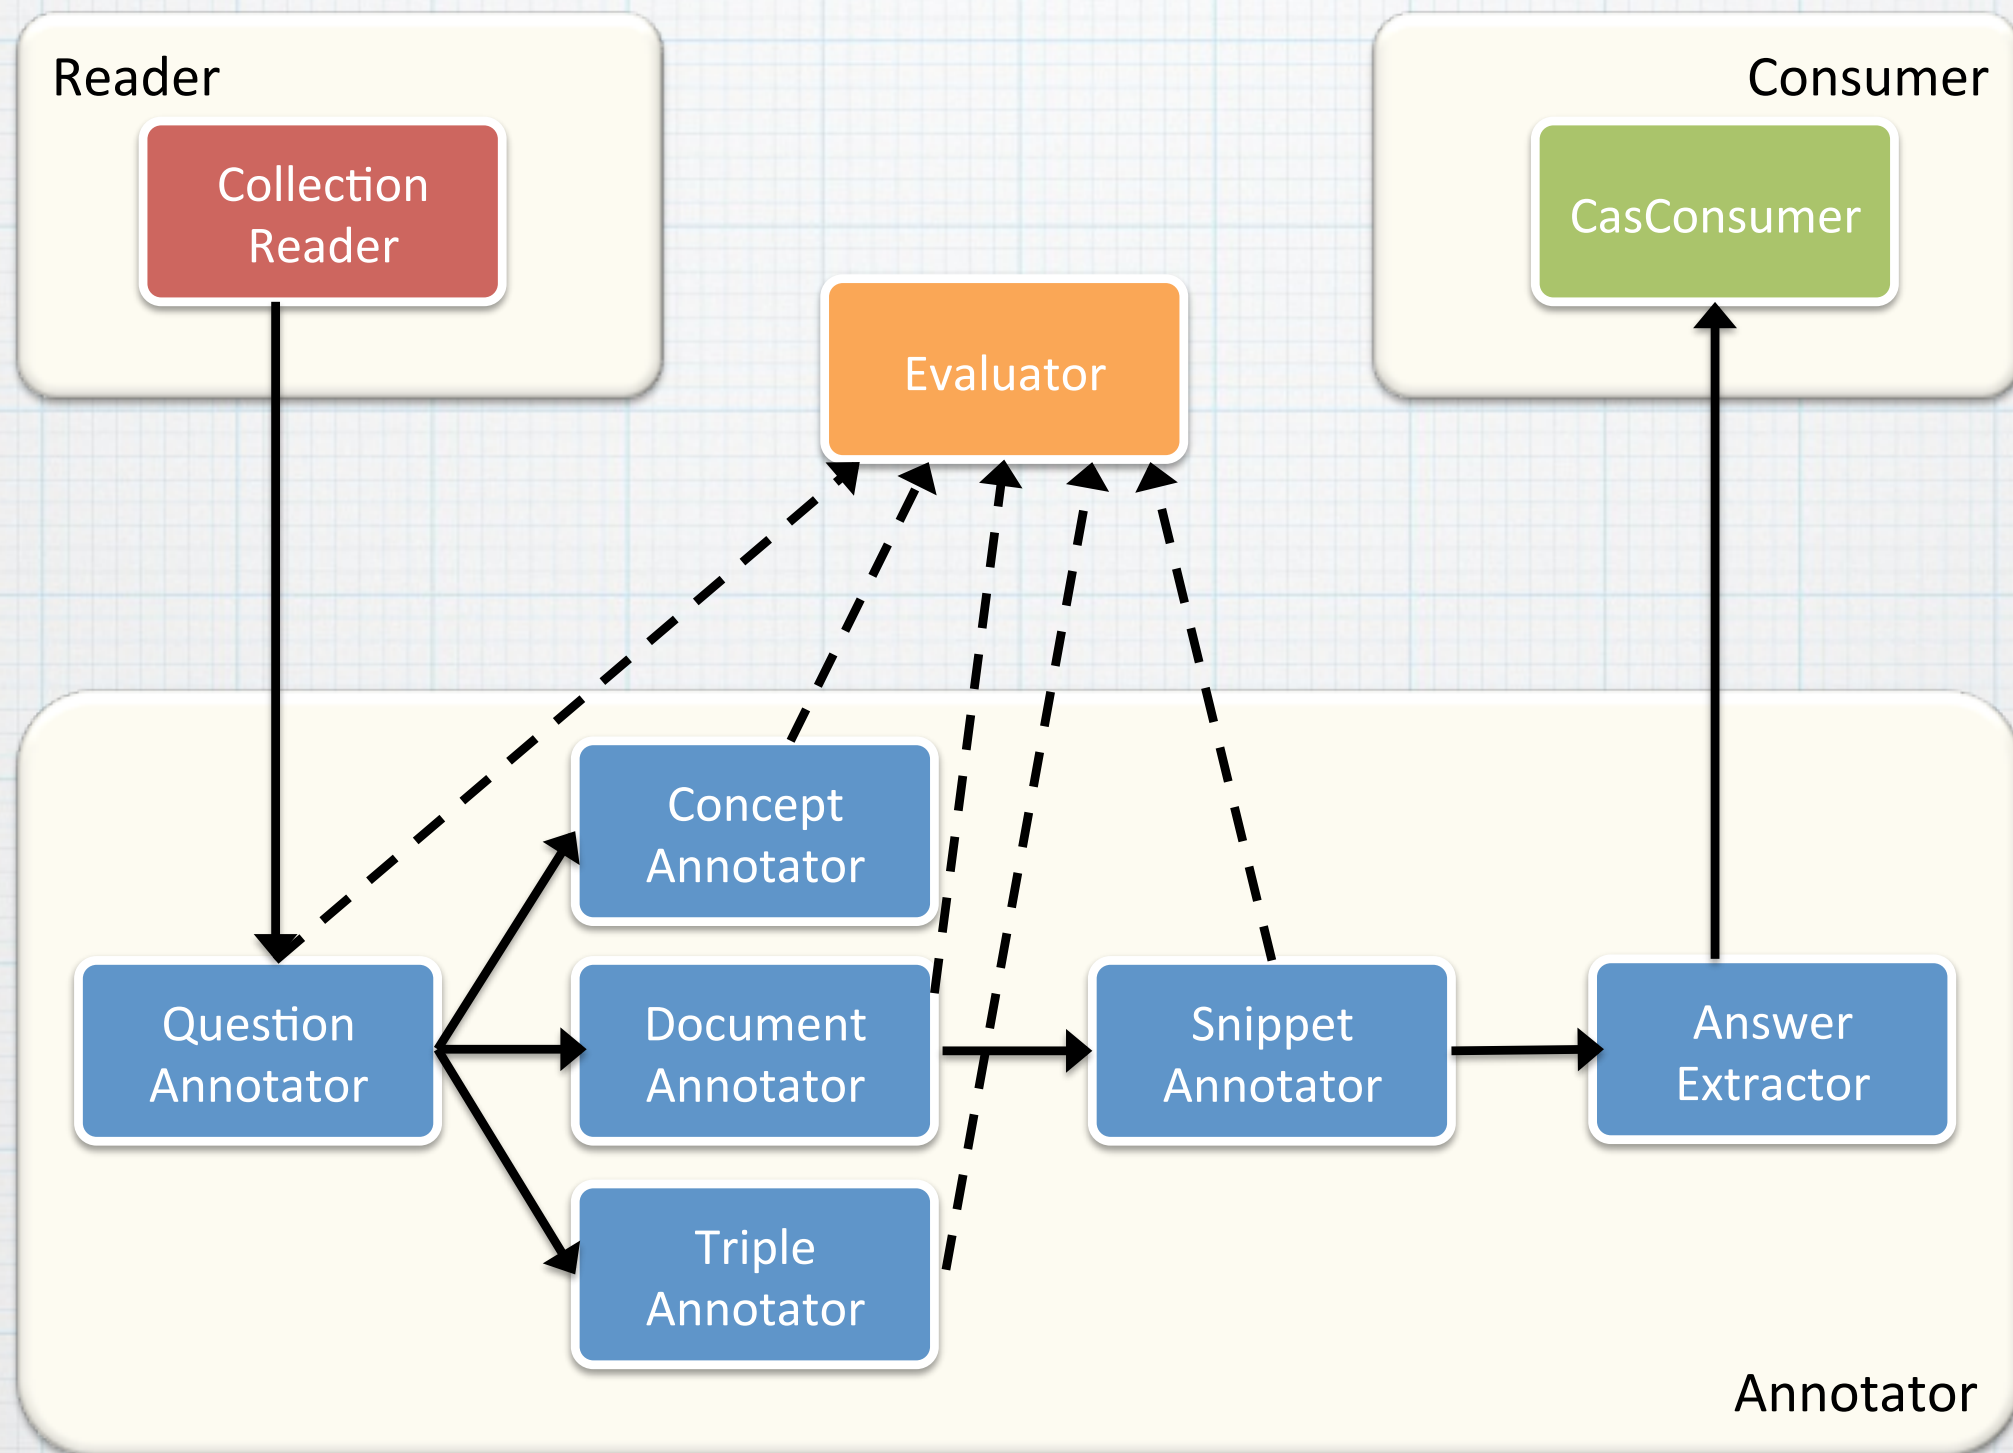 Reader
Collection
Reader
Consumer
CasConsumer
Evaluator
Concept
Annotator
Question
Annotator
Document
Annotator
Snippet
Annotator
Answer
Extractor
Triple
Annotator
Annotator